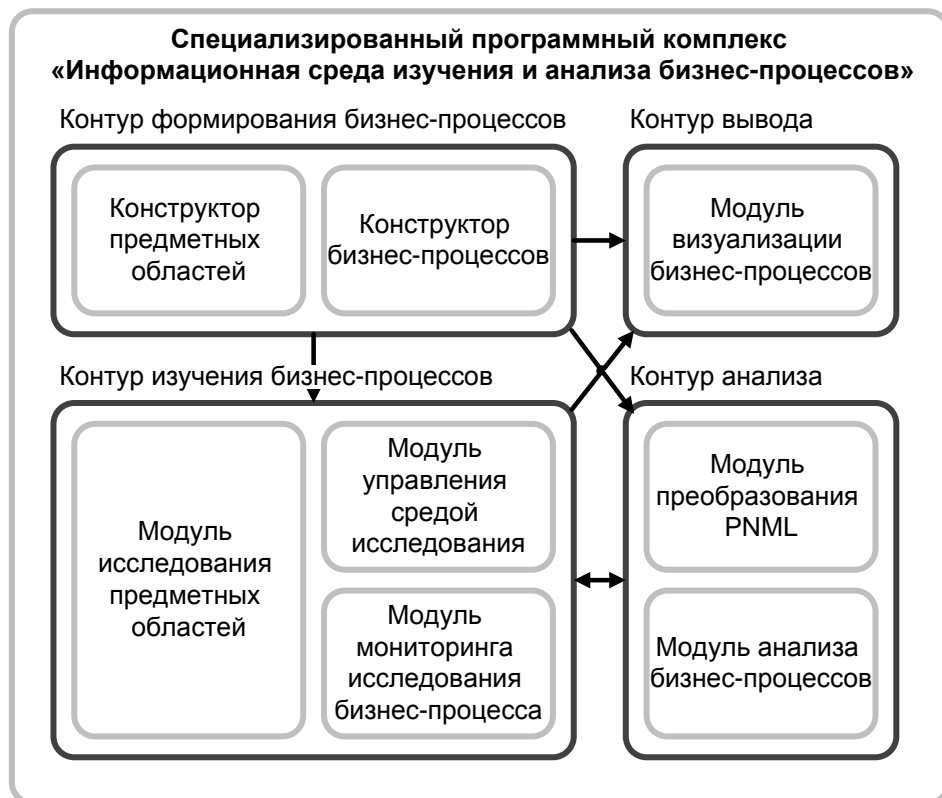 Специализированный программный комплекс
«Информационная среда изучения и анализа бизнес-процессов»
Контур формирования бизнес-процессов
Конструктор
предметных
областей
Конструктор
бизнес-процессов
Контур вывода
Модуль
визуализации
бизнес-процессов
Контур изучения бизнес-процессов
Модуль
исследования
предметных
областей
Модуль
управления
средой
исследования
Модуль
мониторинга
исследования
бизнес-процесса
Контур анализа
Модуль
преобразования
PNML
Модуль анализа
бизнес-процессов